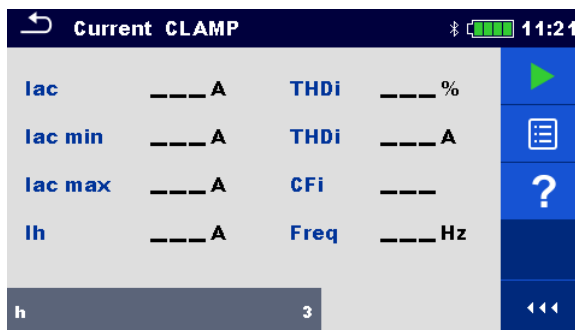 Current CLAMP 11:21
Iac ___A THDi ___%
Iac min ___A THDi ___A
Iac max ___A CFi ___
Ih ___A Freq ___Hz
?
h 3